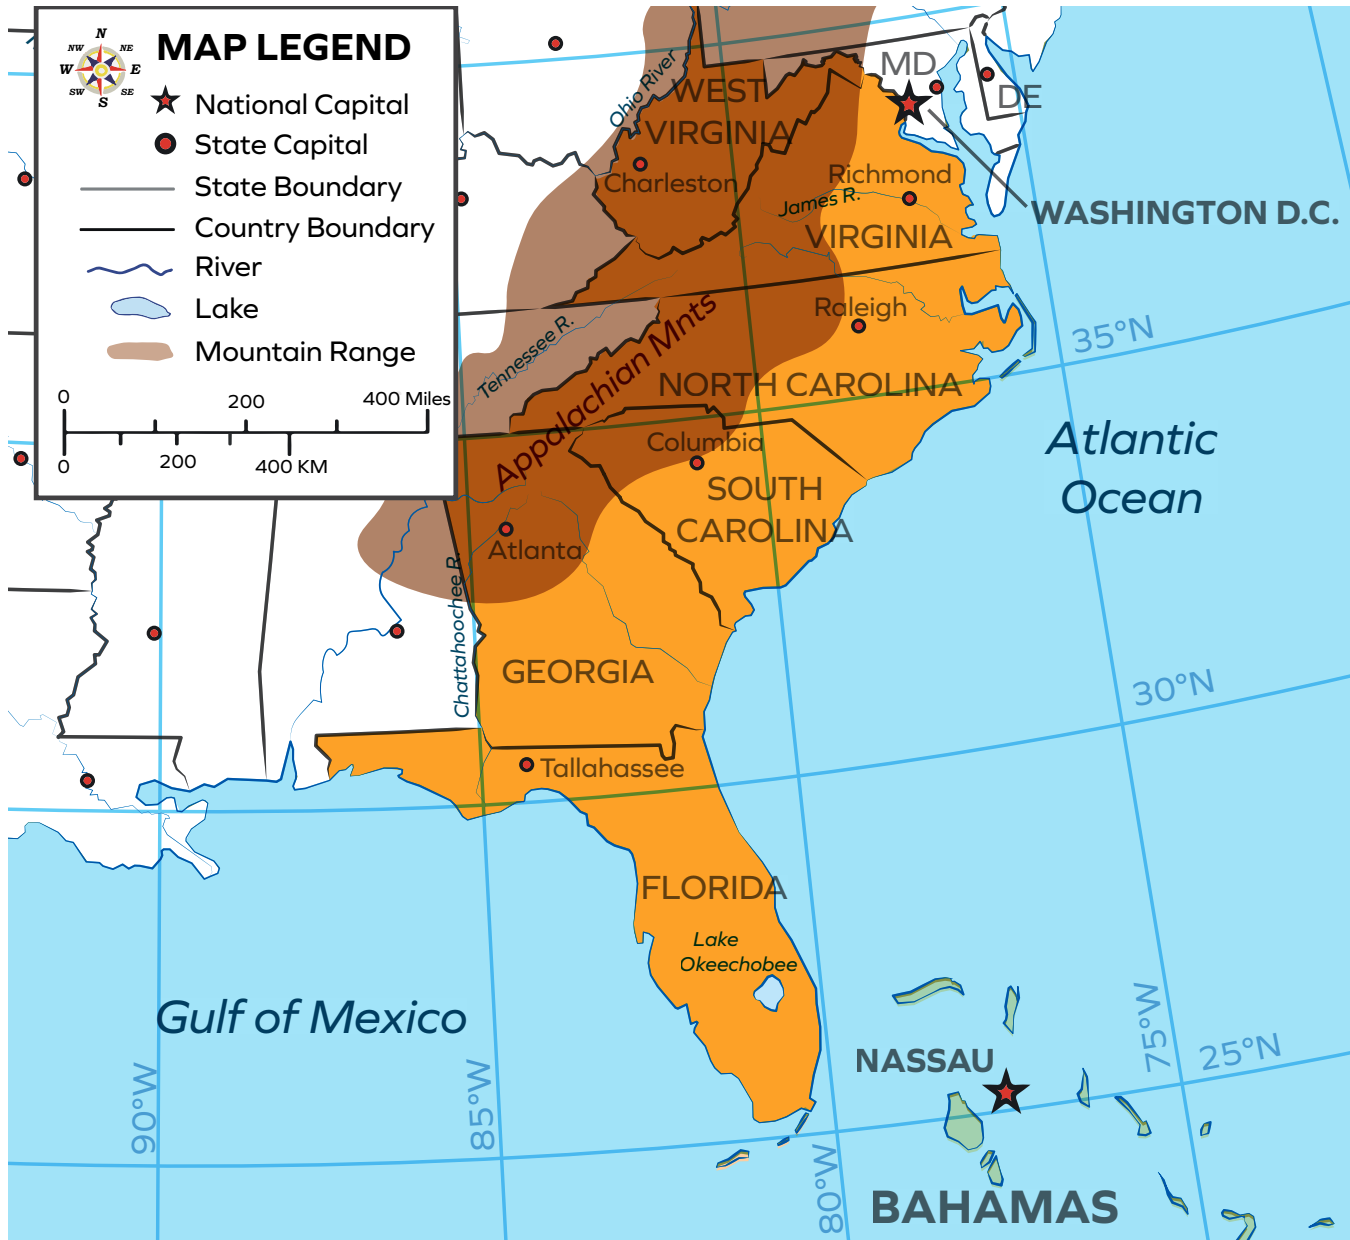 MAP LEGEND
N
NW
NE
W
E
SW
SE
S
National Capital
State Capital
State Boundary
Country Boundary
River
Lake
Mountain Range
0
200
400 Miles
0
200
400 KM
Ohio River
WEST
VIRGINIA
Charleston
MD
DE
Richmond
James R.
VIRGINIA
WASHINGTON D.C.
Raleigh
Tennessee R.
Appalachian Mnts
NORTH CAROLINA
35°N
Columbia
SOUTH
CAROLINA
Atlantic
Ocean
Atlanta
Chattahoochee R.
GEORGIA
30°N
Tallahassee
FLORIDA
Lake
Okeechobee
Gulf of Mexico
NASSAU
75°W
25°N
90°W
85°W
80°W
BAHAMAS